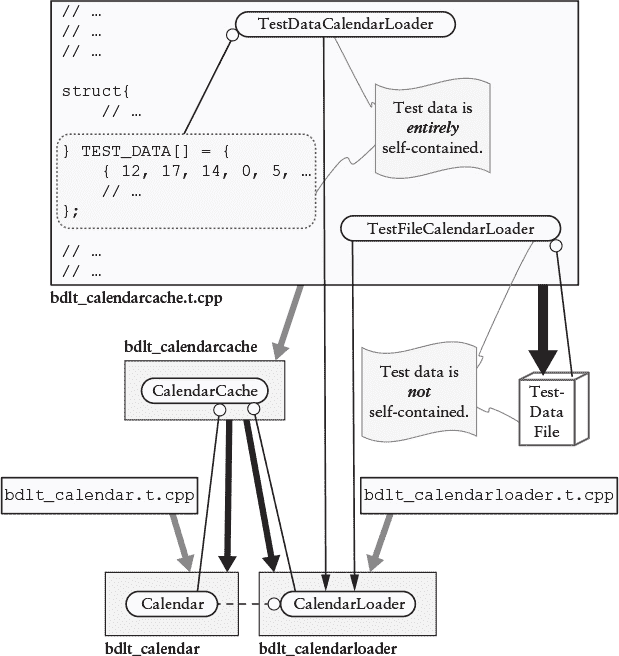 // …
// …
// …
TestDataCalendarLoader
struct{
// …
Test data is
entirely
self-contained.
} TEST_DATA[] = {
{ 12, 17, 14, 0, 5, …
// …
};
TestFileCalendarLoader
// …
// …
bdlt_calendarcache.t.cpp
bdlt_calendarcache
CalendarCache
Test data is
not
self-contained.
Test-
Data
File
bdlt_calendar.t.cpp
bdlt_calendarloader.t.cpp
Calendar
CalendarLoader
bdlt_calendar
bdlt_calendarloader